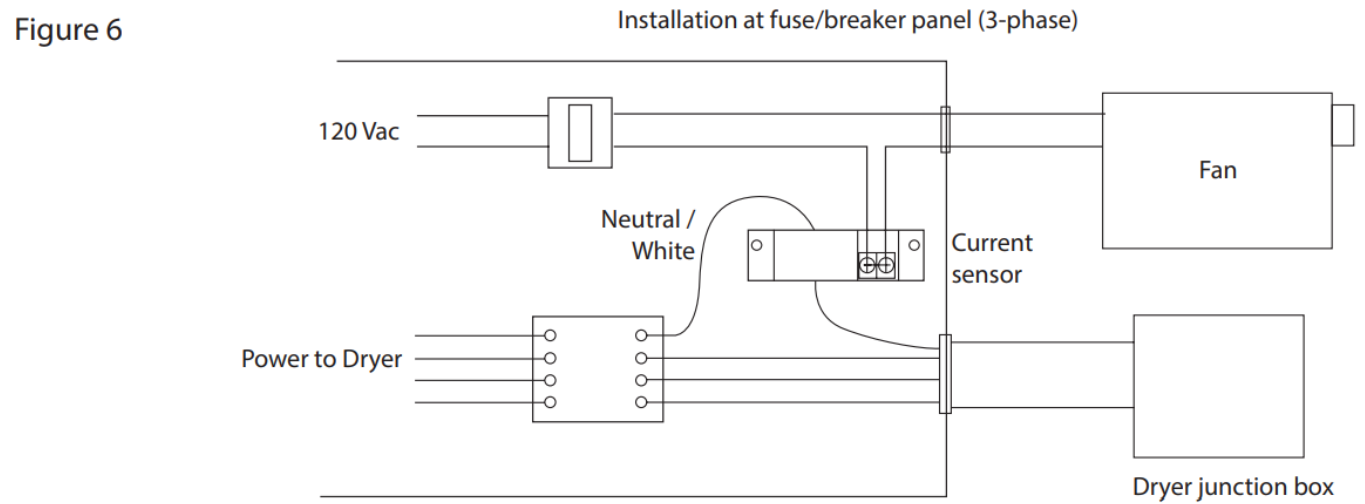 Figure 6
Installation at fuse/breaker panel (3-phase)
120 Vac
Fan
Neutral /
White
Current
sensor
Power to Dryer
Dryer junction box